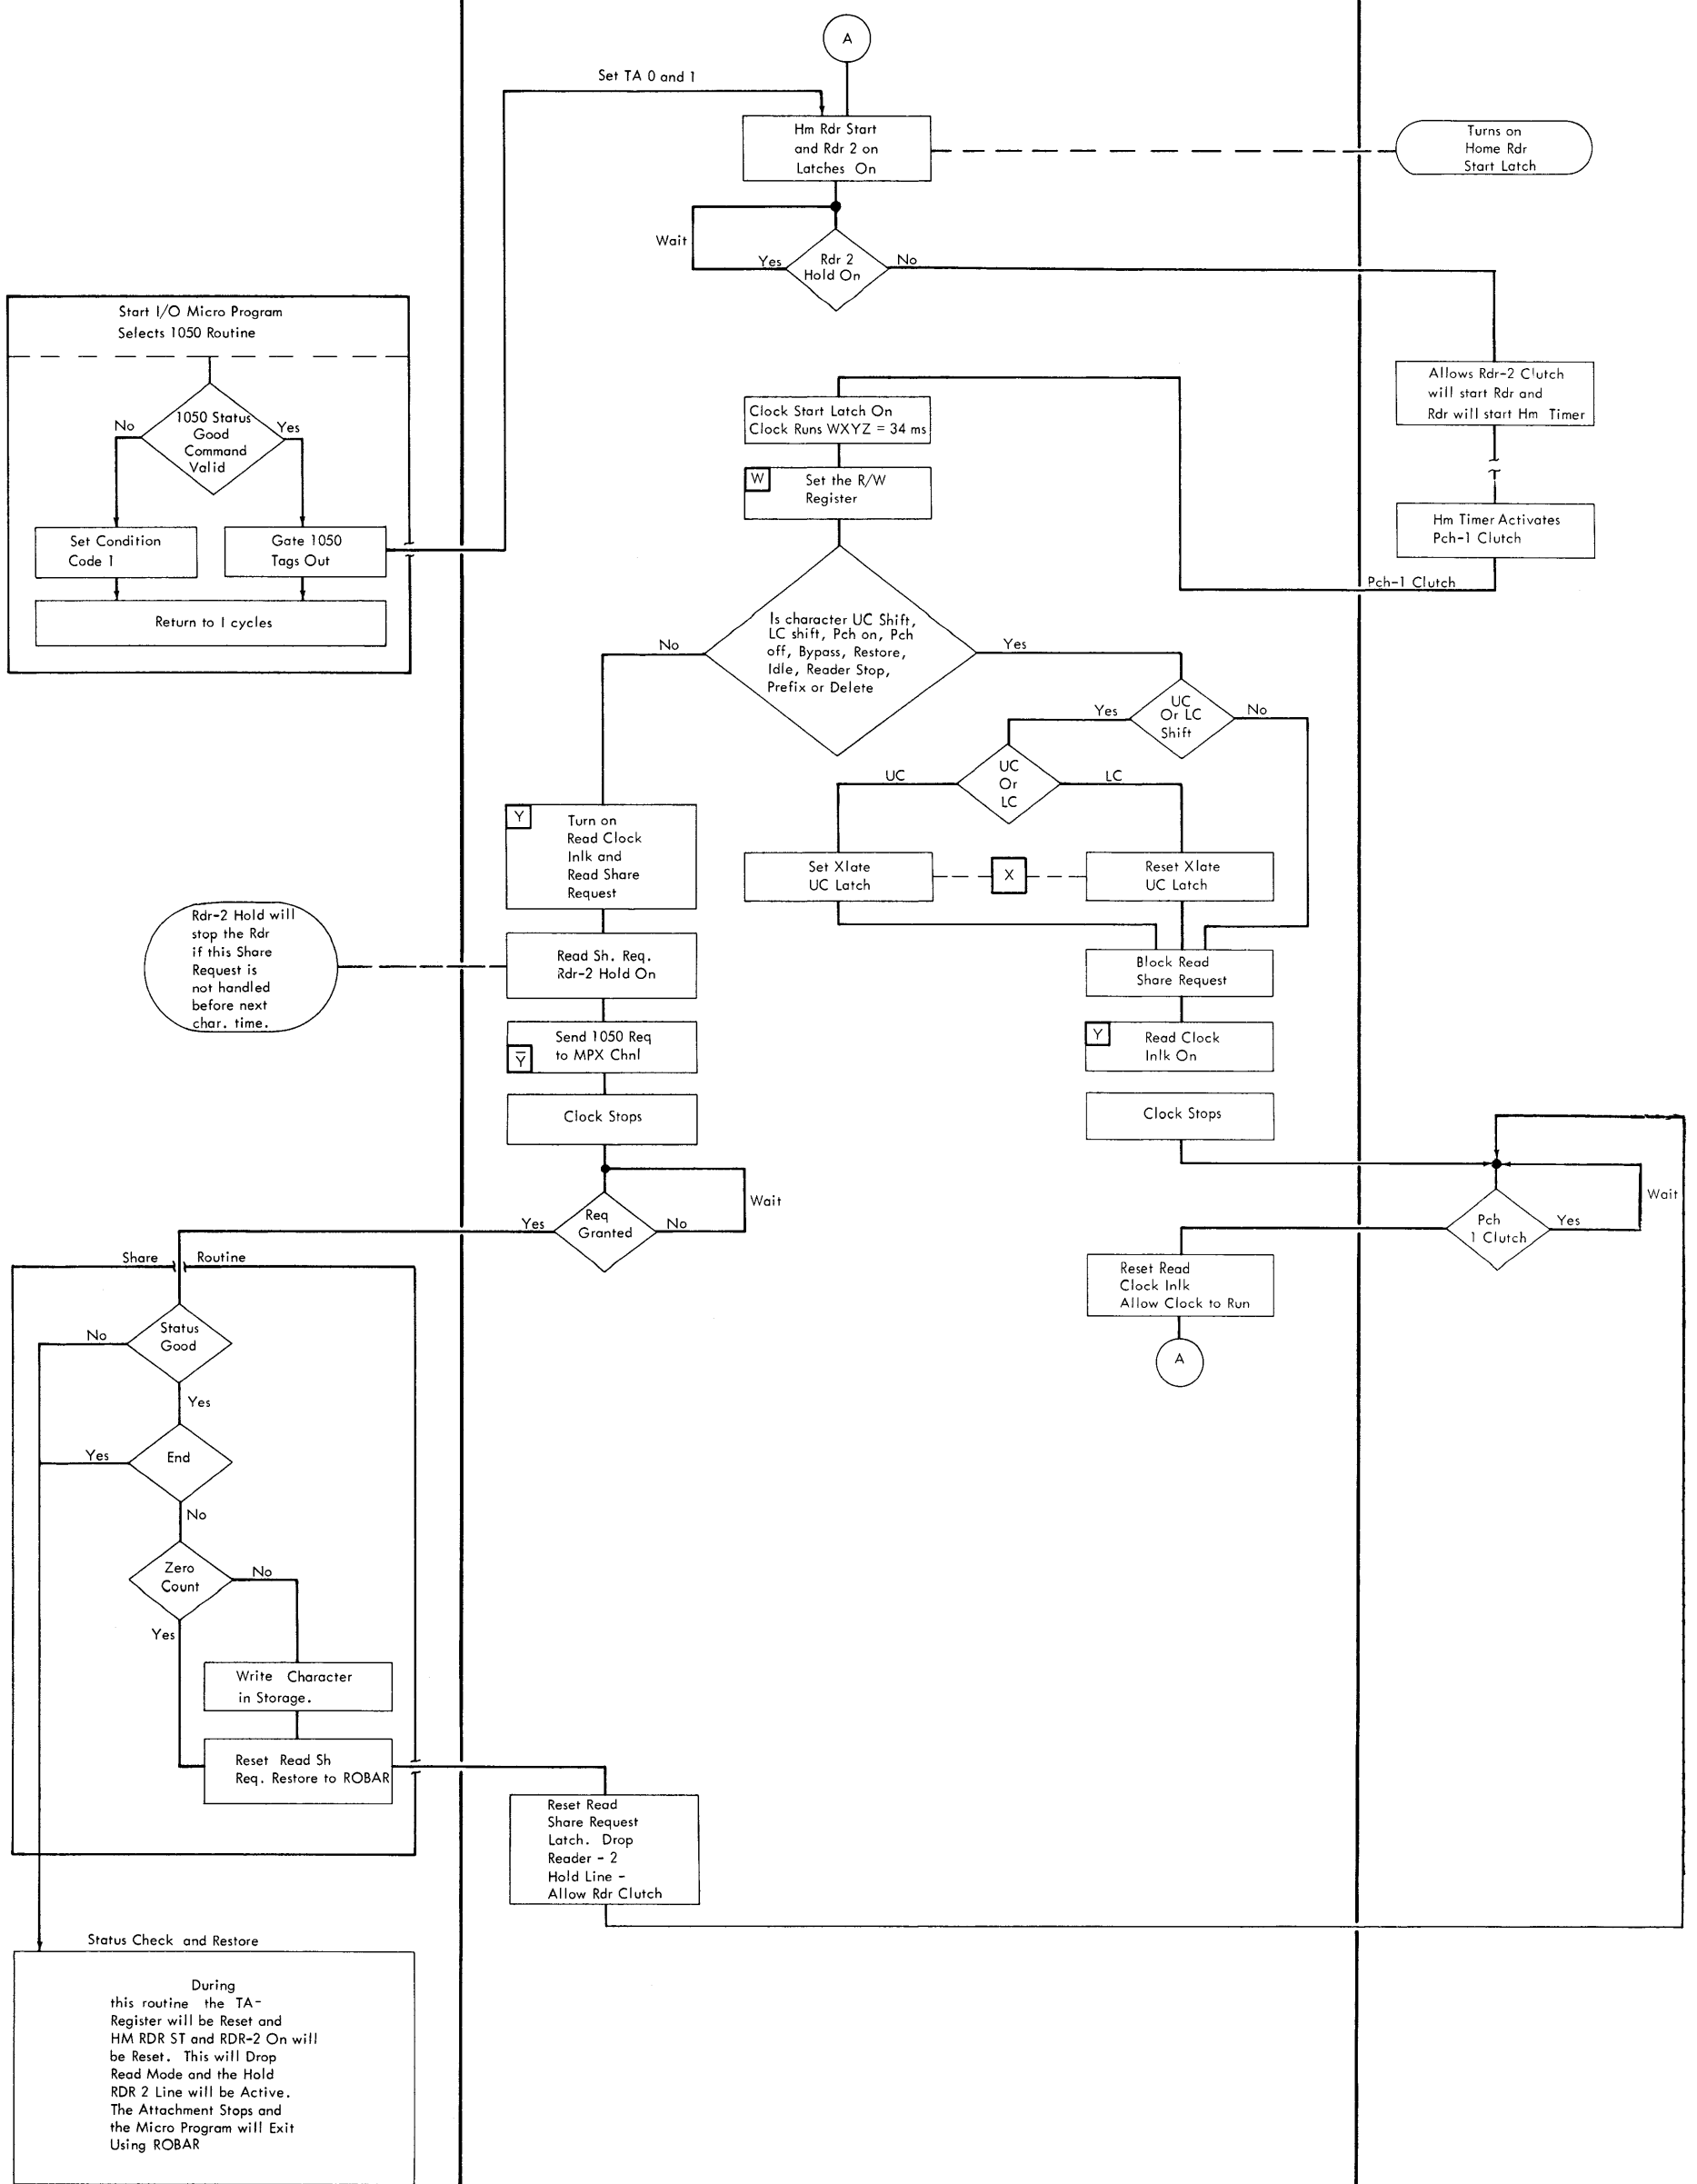 A
Set TA 0 and 1
Hm Rdr Start
and Rdr 2 on
Latches On
Turns on
Home Rdr
Start Latch
Wait
Yes
Rdr 2
Hold On
No
Start I/O Micro Program
Selects 1050 Routine
1050 Status
Good
Command
Valid
No
Yes
Set Condition
Code 1
Gate 1050
Tags Out
Return to I cycles
Allows Rdr-2 Clutch
will start Rdr and
Rdr will start Hm Timer
Hm Timer Activates
Pch-1 Clutch
Pch-1 Clutch
Clock Start Latch On
Clock Runs WXYZ = 34 ms
W
Set the R/W
Register
Is character UC Shift,
LC shift, Pch on, Pch
off, Bypass, Restore,
Idle, Reader Stop,
Prefix or Delete
No
Yes
UC
Or LC
Shift
Yes
No
UC
Or
LC
UC
LC
Set Xlate
UC Latch
X
Reset Xlate
UC Latch
Y
Turn on
Read Clock
Inlk and
Read Share
Request
Rdr-2 Hold will
stop the Rdr
if this Share
Request is
not handled
before next
char. time.
Read Sh. Req.
Rdr-2 Hold On
Block Read
Share Request
Send 1050 Req
to MPX Chnl
Y̅
Y
Read Clock
Inlk On
Clock Stops
Clock Stops
Wait
Req
Granted
Yes
No
Wait
Pch
1 Clutch
Yes
Reset Read
Clock Inlk
Allow Clock to Run
A
Share Routine
Status
Good
No
Yes
End
Yes
No
Zero
Count
No
Yes
Write Character
in Storage.
Reset Read Sh
Req. Restore to ROBAR
Reset Read
Share Request
Latch. Drop
Reader - 2
Hold Line -
Allow Rdr Clutch
Status Check and Restore
During
this routine the TA-
Register will be Reset and
HM RDR ST and RDR-2 On will
be Reset. This will Drop
Read Mode and the Hold
RDR 2 Line will be Active.
The Attachment Stops and
the Micro Program will Exit
Using ROBAR